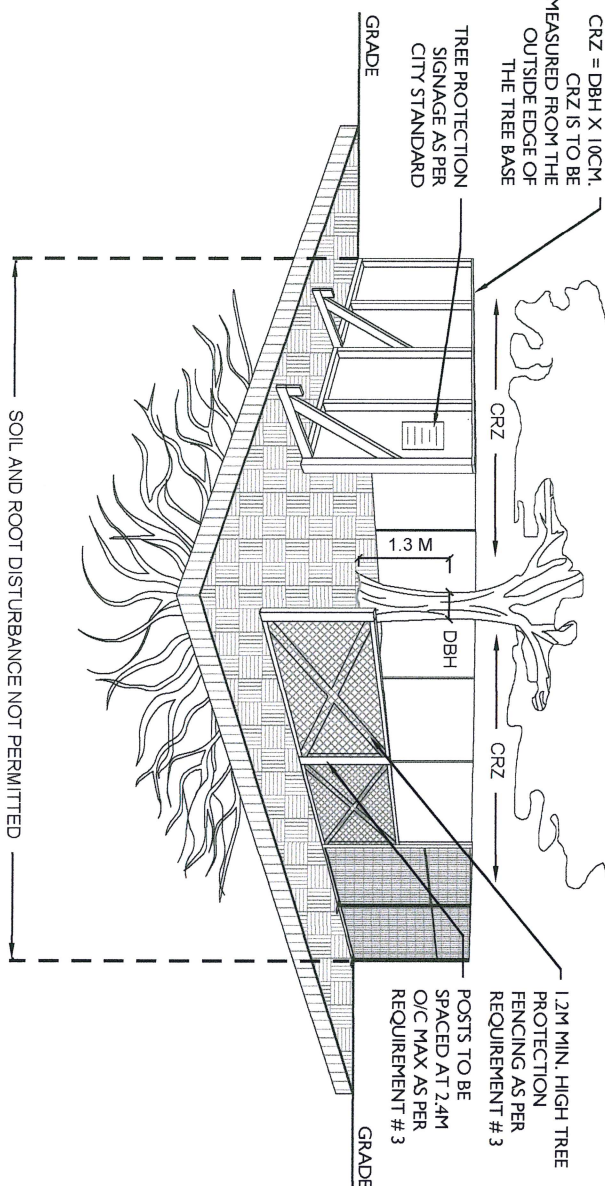 CRZ = DBH X 10CM.
CRZ IS TO BE
MEASURED FROM THE
OUTSIDE EDGE OF
THE TREE BASE
TREE PROTECTION
SIGNAGE AS PER
CITY STANDARD
GRADE
CRZ
1.3 M
DBH
CRZ
1.2M MIN. HIGH TREE
PROTECTION
FENCING AS PER
REQUIREMENT # 3
POSTS TO BE
SPACED AT 2.4M
O/C MAX AS PER
REQUIREMENT # 3
GRADE
SOIL AND ROOT DISTURBANCE NOT PERMITTED